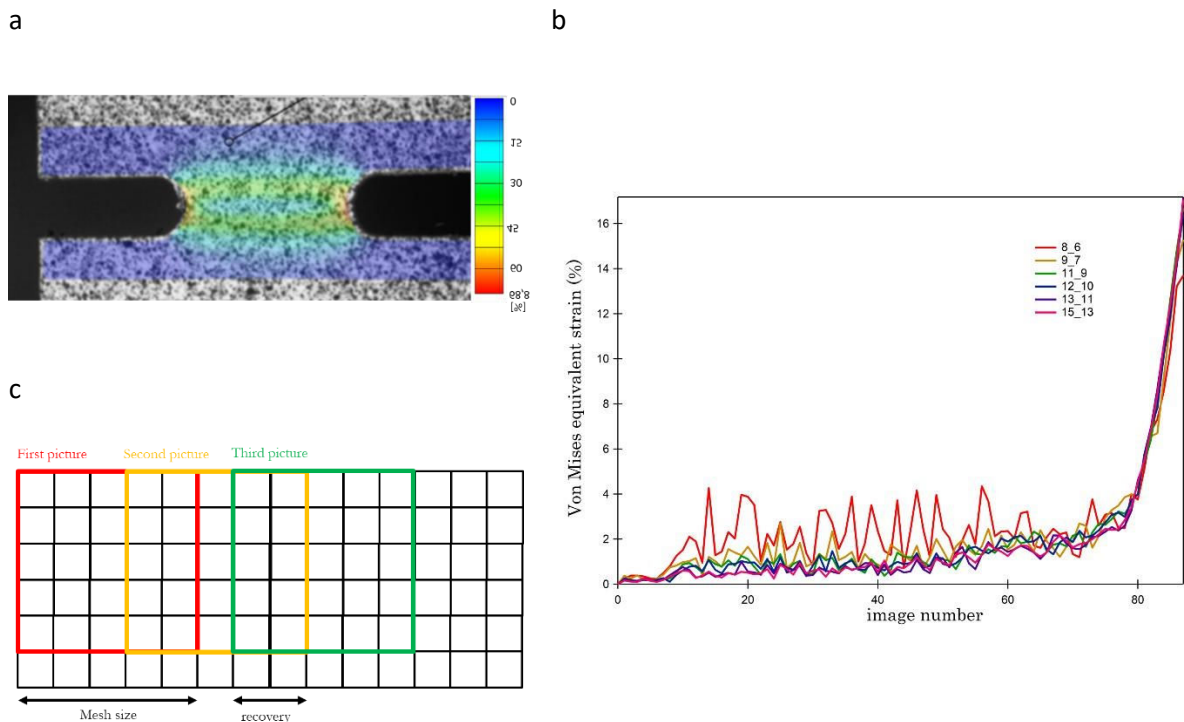 a
0
15
30
45
60
68,8
[%]
b
Von Mises equivalent strain (%)
16
14
12
10
8
6
4
2
0
8_6
9_7
11_9
12_10
13_11
15_13
0
20
40
60
80
image number
c
First picture
Second picture
Third picture
Mesh size
recovery